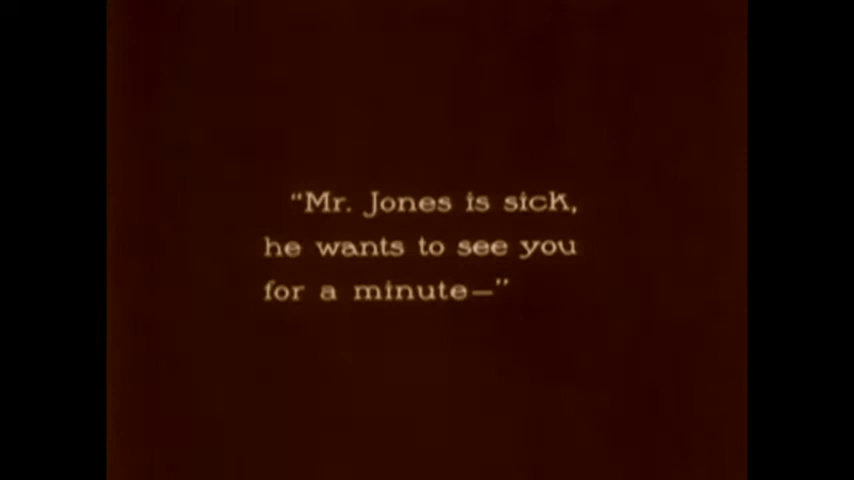 “Mr. Jones is sick,
he wants to see you
for a minute—”